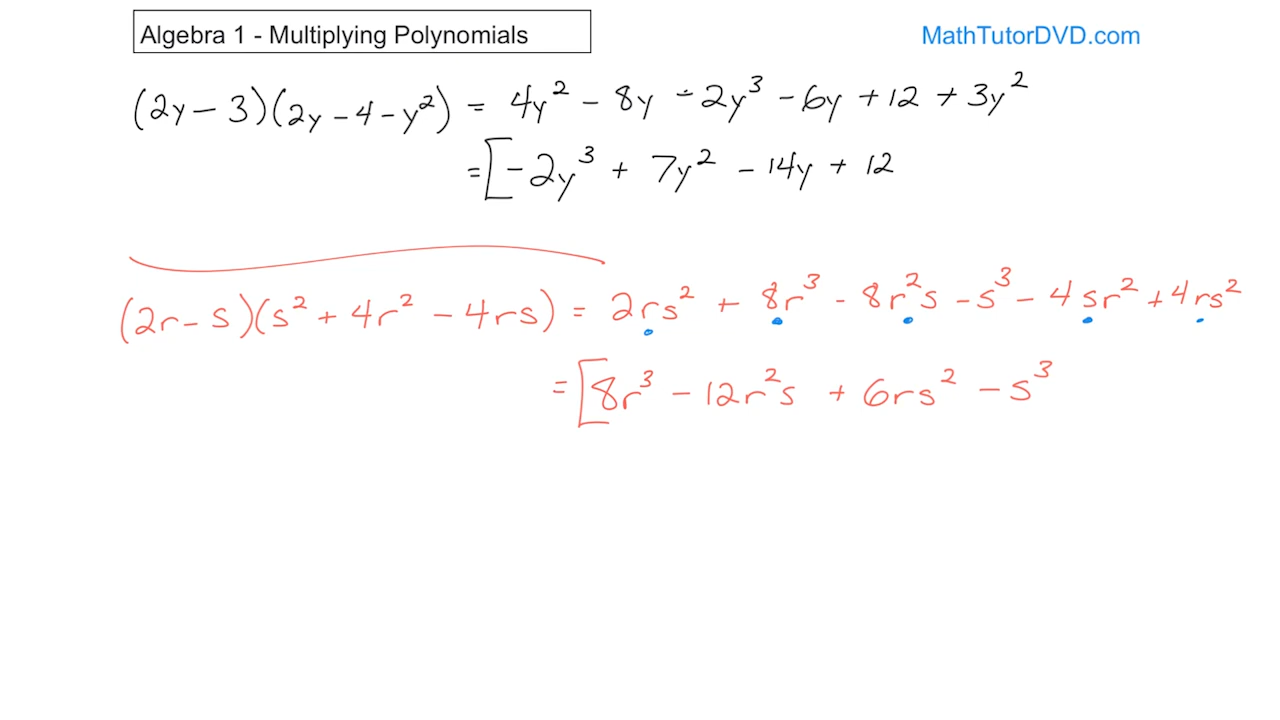 Algebra 1 - Multiplying Polynomials
MathTutorDVD.com
(2y - 3)(2y - 4 - y²) = 4y² - 8y - 2y³ - 6y + 12 + 3y²
= [-2y³ + 7y² - 14y + 12
(2r - s)(s² + 4r² - 4rs) = 2rs² + 8r³ - 8r²s - s³ - 4sr² + 4rs²
= [8r³ - 12r²s + 6rs² - s³